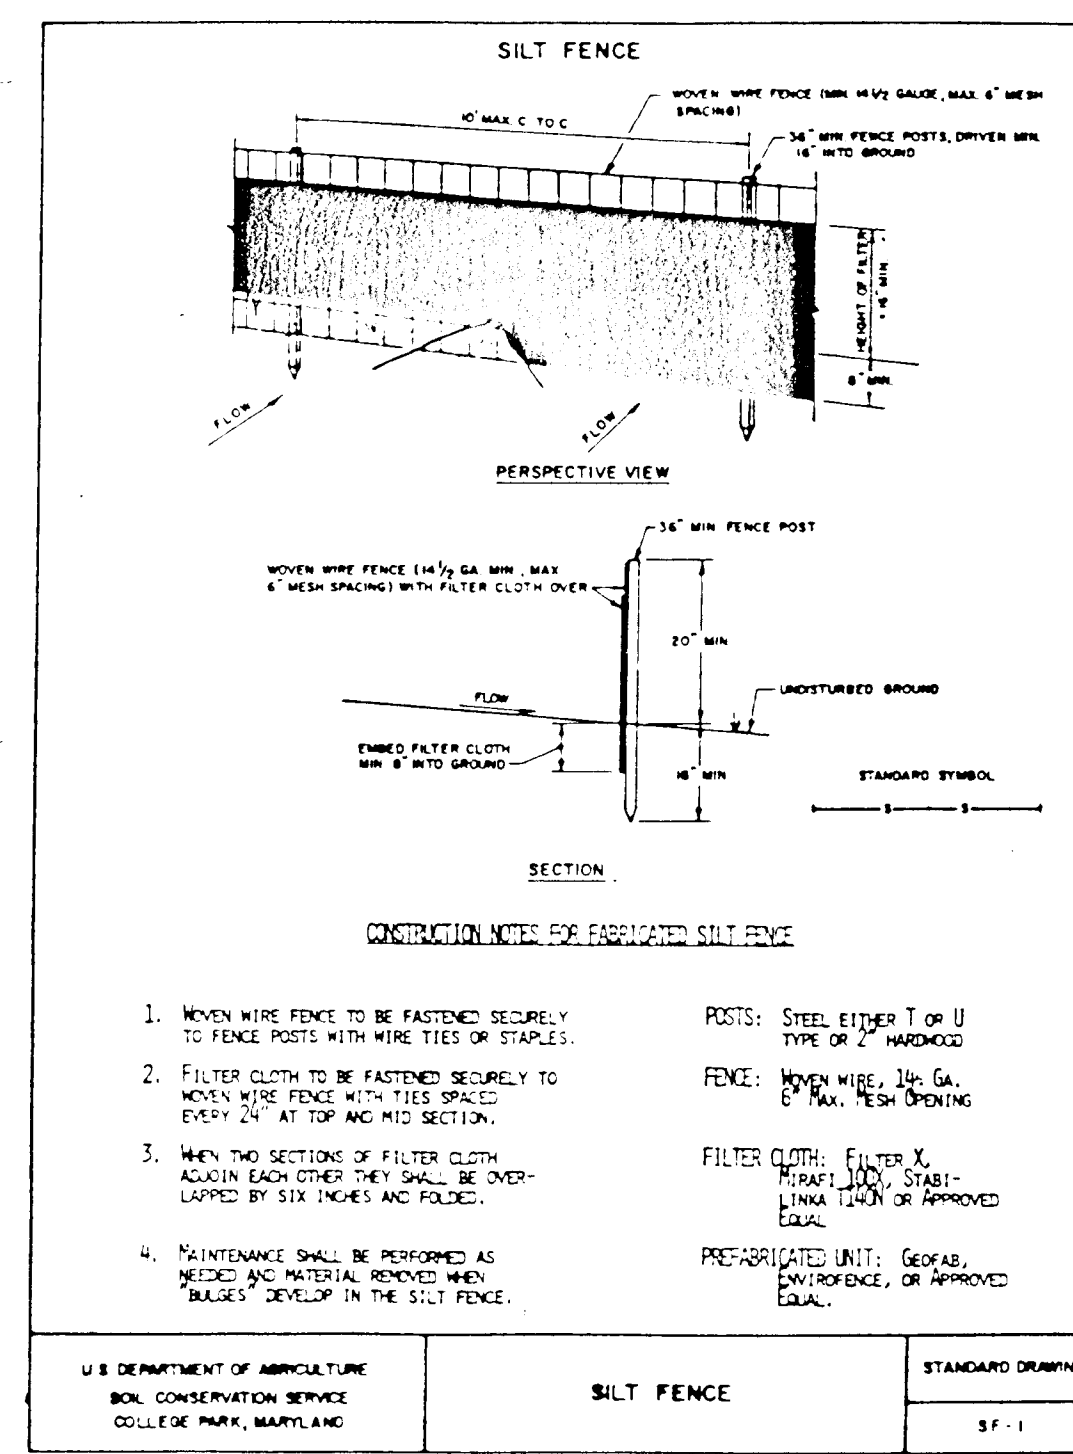 SILT FENCE
WOVEN WIRE FENCE (MIN. 14 1/2 GAUGE, MAX. 6" MESH
SPACING)
10' MAX. C TO C
36" MIN. FENCE POSTS, DRIVEN MIN.
16" INTO GROUND
HEIGHT OF FILTER
16" MIN.
8" MIN.
FLOW
FLOW
PERSPECTIVE VIEW
36" MIN FENCE POST
WOVEN WIRE FENCE (14 1/2 GA. MIN., MAX
6" MESH SPACING) WITH FILTER CLOTH OVER
20" MIN
UNDISTURBED GROUND
FLOW
EMBED FILTER CLOTH
MIN 8" INTO GROUND
16" MIN
STANDARD SYMBOL
S S
SECTION
CONSTRUCTION NOTES FOR FABRICATED SILT FENCE
1. WOVEN WIRE FENCE TO BE FASTENED SECURELY
TO FENCE POSTS WITH WIRE TIES OR STAPLES.
2. FILTER CLOTH TO BE FASTENED SECURELY TO
WOVEN WIRE FENCE WITH TIES SPACED
EVERY 24" AT TOP AND MID SECTION.
3. WHEN TWO SECTIONS OF FILTER CLOTH
ADJOIN EACH OTHER THEY SHALL BE OVER-
LAPPED BY SIX INCHES AND FOLDED.
4. MAINTENANCE SHALL BE PERFORMED AS
NEEDED AND MATERIAL REMOVED WHEN
"BULGES" DEVELOP IN THE SILT FENCE.
POSTS: STEEL EITHER T OR U
TYPE OR 2" HARDWOOD
FENCE: WOVEN WIRE, GA.
6" MAX. MESH OPENING
FILTER CLOTH: FILTER X,
MIRAFI 100X, STABI-
LINKA T140N OR APPROVED
EQUAL
PREFABRICATED UNIT: GEOFAB,
ENVIROFENCE, OR APPROVED
EQUAL.
U S DEPARTMENT OF AGRICULTURE
SOIL CONSERVATION SERVICE
COLLEGE PARK, MARYLAND
SILT FENCE
STANDARD DRAWIN
SF - 1